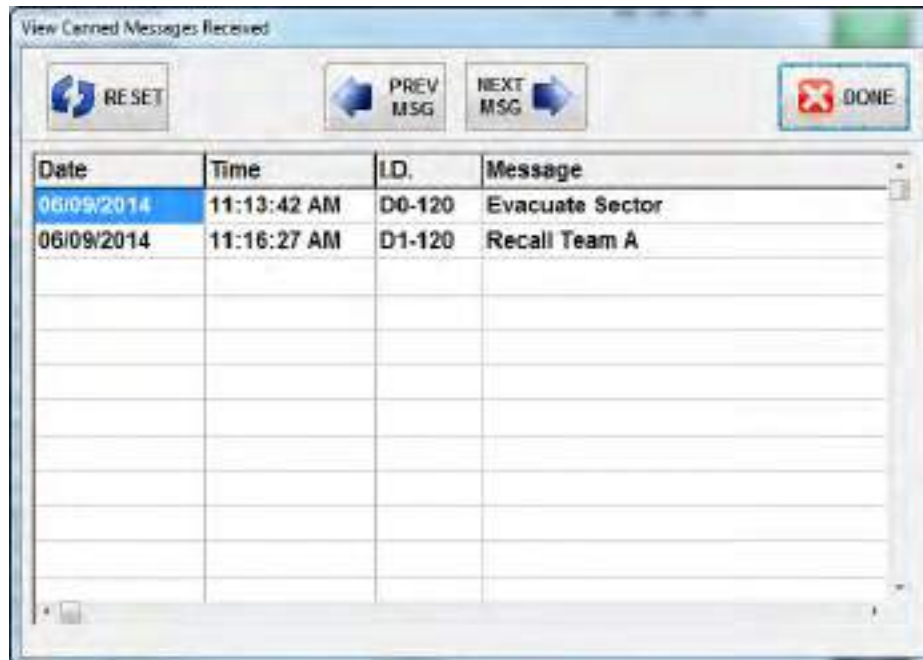 View Canned Messages Received
RESET
PREV
MSG
NEXT
MSG
DONE
Date Time I.D. Message
06/09/2014 11:13:42 AM D0-120 Evacuate Sector
06/09/2014 11:16:27 AM D1-120 Recall Team A